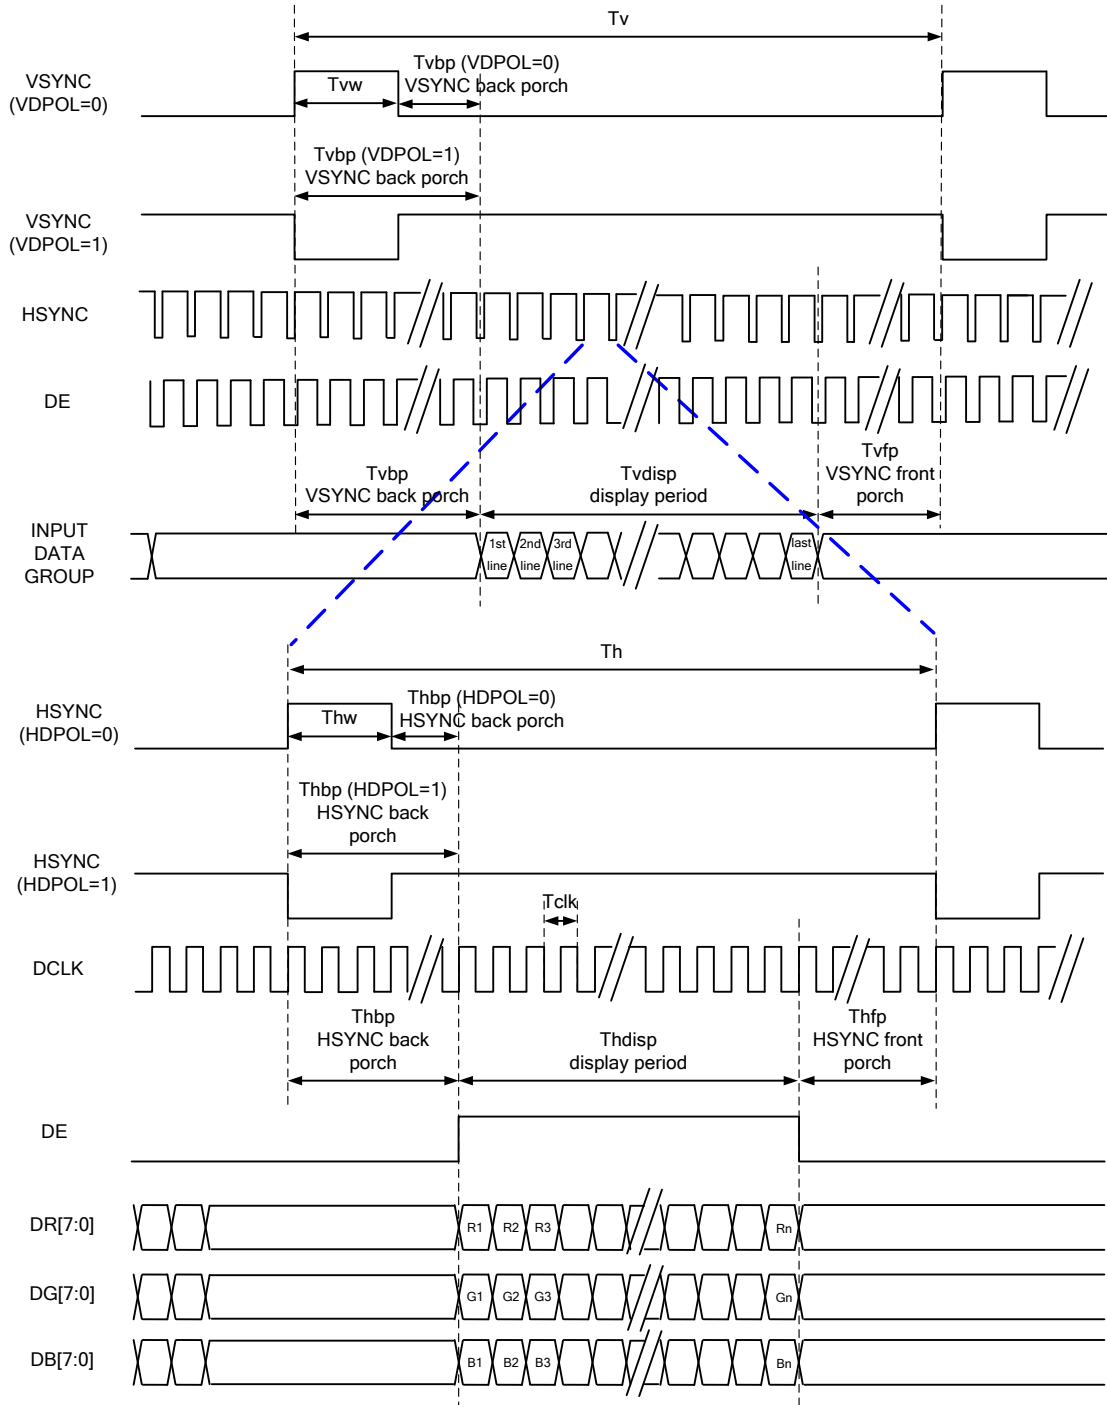 Tv
VSYNC
(VDPOL=0)
Tvw
Tvbp (VDPOL=0)
VSYNC back porch
Tvbp (VDPOL=1)
VSYNC back porch
VSYNC
(VDPOL=1)
HSYNC
DE
Tvbp
VSYNC back porch
Tvdisp
display period
Tvfp
VSYNC front
porch
INPUT
DATA
GROUP
1st
line
2nd
line
3rd
line
last
line
Th
HSYNC
(HDPOL=0)
Thw
Thbp (HDPOL=0)
HSYNC back porch
Thbp (HDPOL=1)
HSYNC back
porch
HSYNC
(HDPOL=1)
Tclk
DCLK
Thbp
HSYNC back
porch
Thdisp
display period
Thfp
HSYNC front
porch
DE
DR[7:0]
R1 R2 R3 Rn
DG[7:0]
G1 G2 G3 Gn
DB[7:0]
B1 B2 B3 Bn